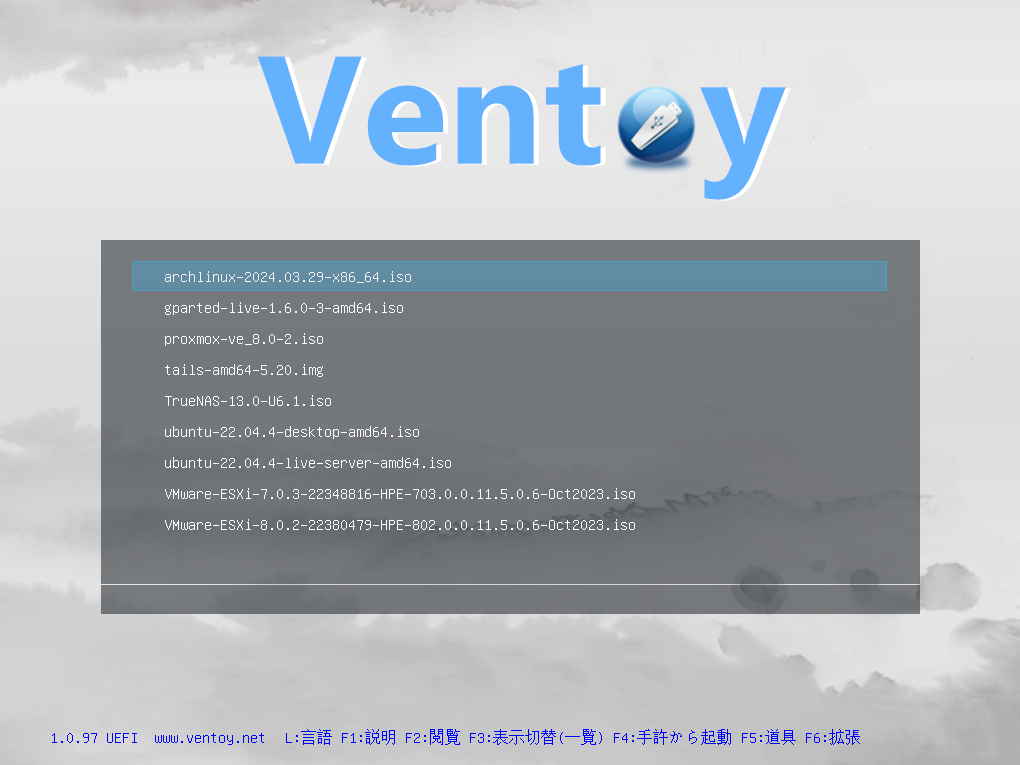 Ventoy
archlinux-2024.03.29-x86_64.iso
gparted-live-1.6.0-3-amd64.iso
proxmox-ve_8.0-2.iso
tails-amd64-5.20.img
TrueNAS-13.0-U6.1.iso
ubuntu-22.04.4-desktop-amd64.iso
ubuntu-22.04.4-live-server-amd64.iso
VMware-ESXi-7.0.3-22348816-HPE-703.0.0.11.5.0.6-Oct2023.iso
VMware-ESXi-8.0.2-22380479-HPE-802.0.0.11.5.0.6-Oct2023.iso
1.0.97 UEFI www.ventoy.net L:言語 F1:説明 F2:閲覧 F3:表示切替(一覧) F4:手許から起動 F5:道具 F6:拡張